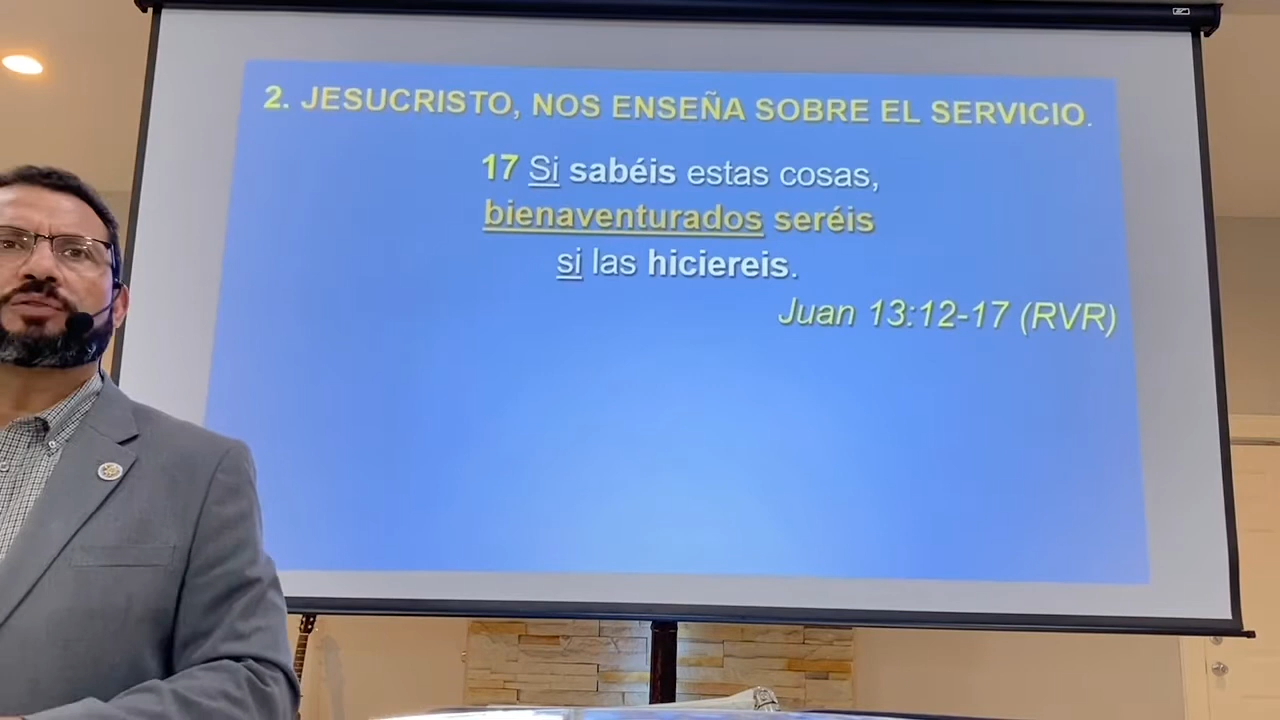 2. JESUCRISTO, NOS ENSEÑA SOBRE EL SERVICIO.
17 Si sabéis estas cosas,
bienaventurados seréis
si las hiciereis.
Juan 13:12-17 (RVR)